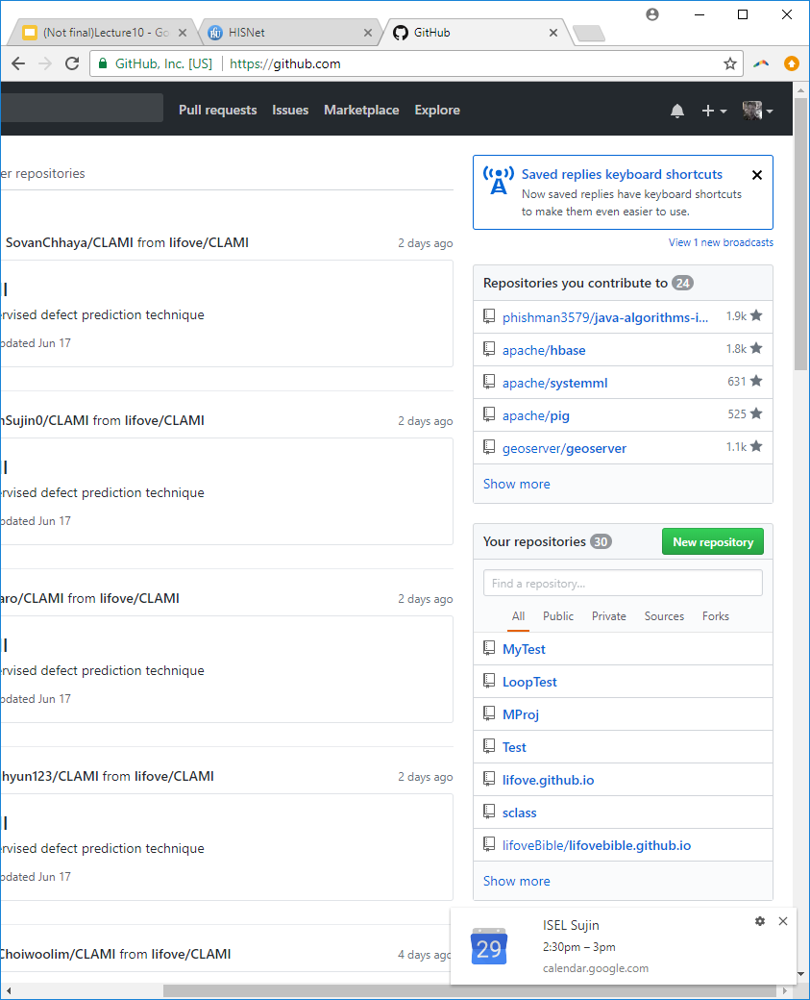 (Not final)Lecture10 - Go
HISNet
GitHub
GitHub, Inc. [US]
https://github.com
Pull requests
Issues
Marketplace
Explore
er repositories
Saved replies keyboard shortcuts
Now saved replies have keyboard shortcuts
to make them even easier to use.
View 1 new broadcasts
SovanChhaya/CLAMI from lifove/CLAMI
2 days ago
rvised defect prediction technique
pdated Jun 17
nSujin0/CLAMI from lifove/CLAMI
2 days ago
rvised defect prediction technique
pdated Jun 17
aro/CLAMI from lifove/CLAMI
2 days ago
rvised defect prediction technique
pdated Jun 17
hyun123/CLAMI from lifove/CLAMI
2 days ago
rvised defect prediction technique
pdated Jun 17
Choiwoolim/CLAMI from lifove/CLAMI
4 days ago
Repositories you contribute to 24
phishman3579/java-algorithms-i... 1.9k
apache/hbase 1.8k
apache/systemml 631
apache/pig 525
geoserver/geoserver 1.1k
Show more
Your repositories 30
New repository
Find a repository...
All Public Private Sources Forks
MyTest
LoopTest
MProj
Test
lifove.github.io
sclass
lifoveBible/lifovebible.github.io
Show more
29
ISEL Sujin
2:30pm – 3pm
calendar.google.com